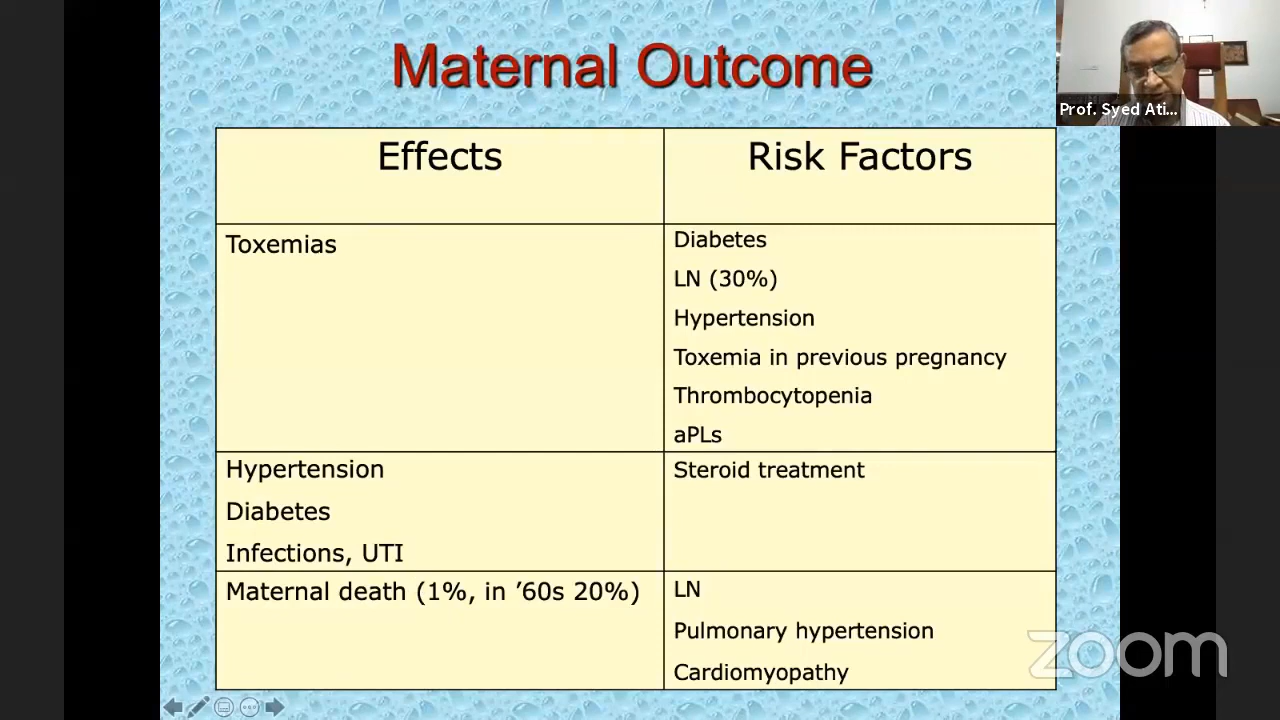 Maternal Outcome
Prof. Syed Ati...
Effects
Risk Factors
Toxemias
Diabetes
LN (30%)
Hypertension
Toxemia in previous pregnancy
Thrombocytopenia
aPLs
Hypertension
Diabetes
Infections, UTI
Steroid treatment
Maternal death (1%, in ’60s 20%)
LN
Pulmonary hypertension
Cardiomyopathy
zoom